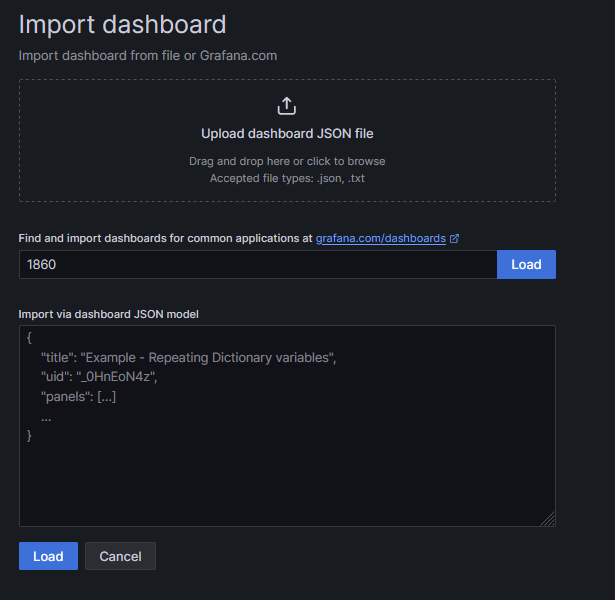 Import dashboard
Import dashboard from file or Grafana.com
Upload dashboard JSON file
Drag and drop here or click to browse
Accepted file types: .json, .txt
Find and import dashboards for common applications at grafana.com/dashboards
1860
Load
Import via dashboard JSON model
{
"title": "Example - Repeating Dictionary variables",
"uid": "_0HnEoN4z",
"panels": [...]
...
}
Load
Cancel